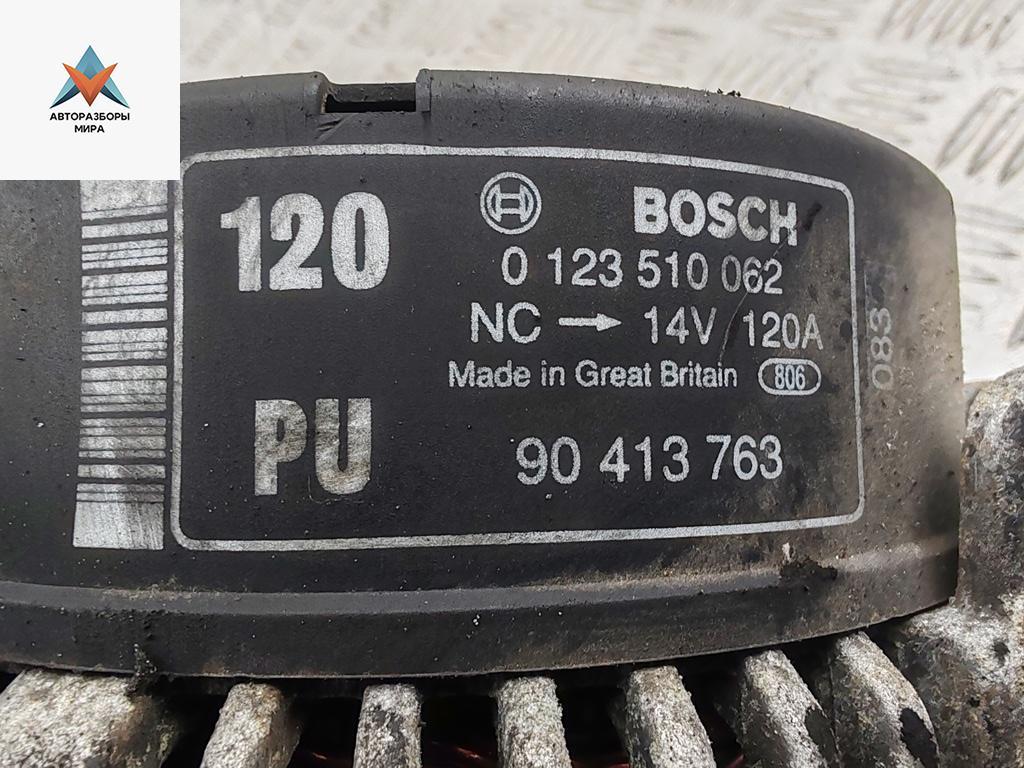 АВТОРАЗБОРЫ
МИРА
120
BOSCH
0 123 510 062
NC → 14V 120A
Made in Great Britain 806
PU
90 413 763